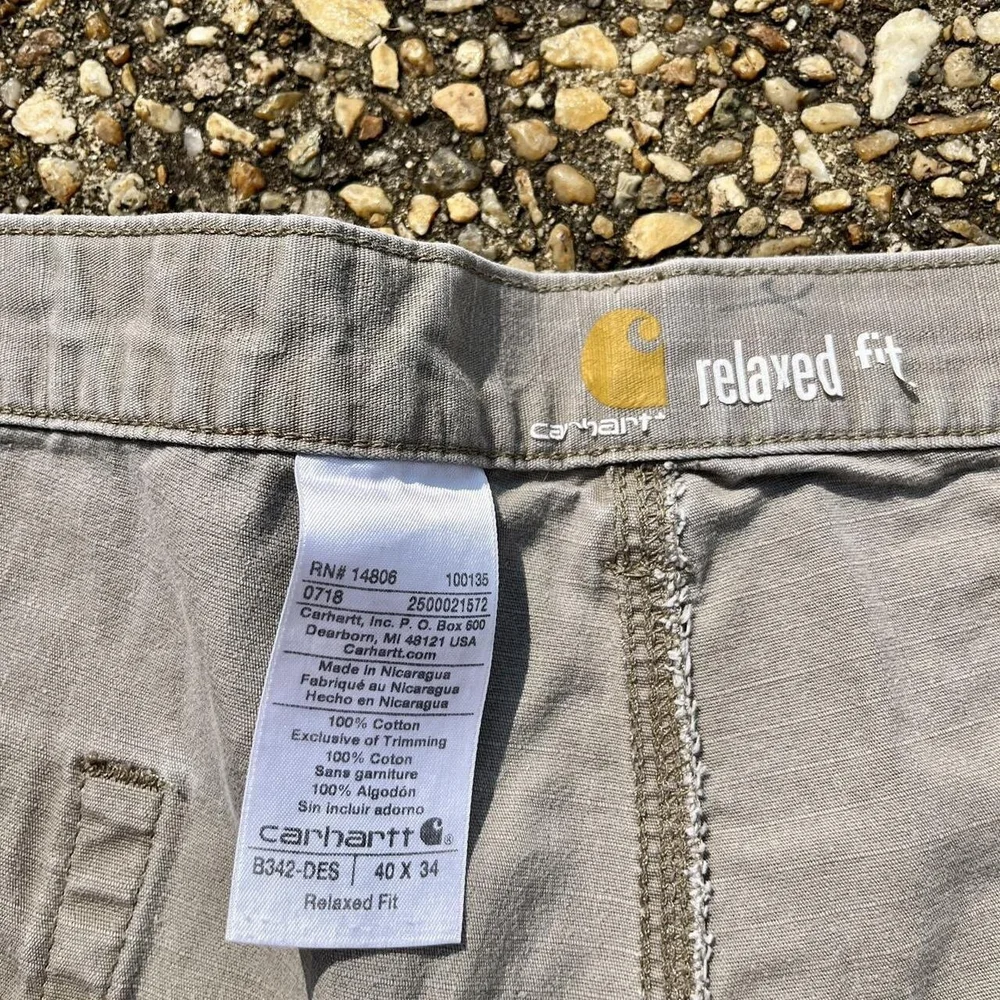 relaxed fit
carhartt
RN# 14806 100135
0718 2500021572
Carhartt, Inc. P. O. Box 600
Dearborn, MI 48121 USA
Carhartt.com
Made in Nicaragua
Fabriqué au Nicaragua
Hecho en Nicaragua
100% Cotton
Exclusive of Trimming
100% Coton
Sans garniture
100% Algodón
Sin incluir adorno
carhartt ®
B342-DES 40 X 34
Relaxed Fit